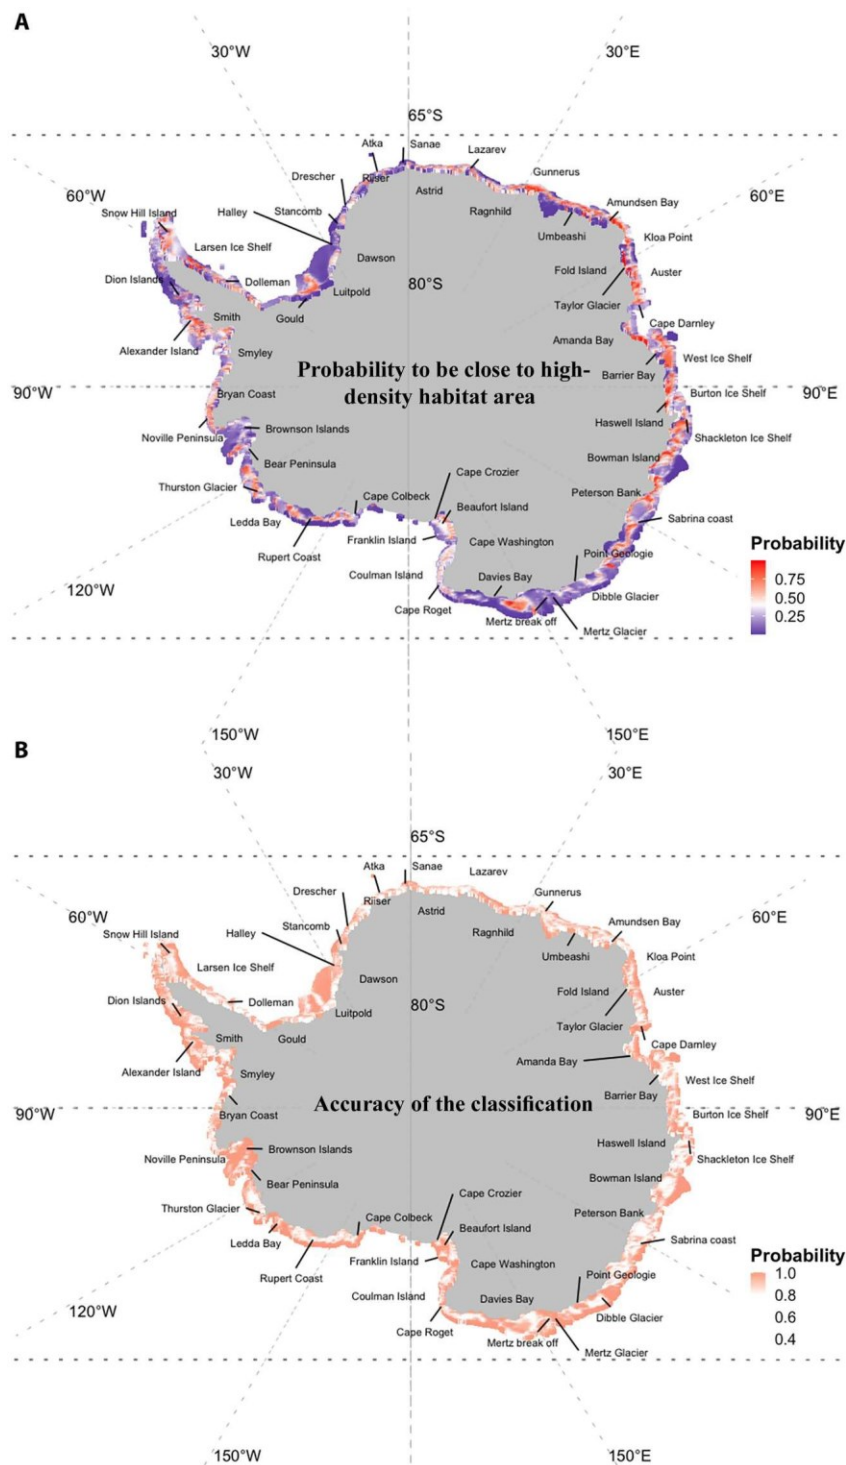 A
30°W
30°E
65°S
Atka
Sanae
Lazarev
Drescher
Riiser
Gunnerus
60°W
Astrid
60°E
Snow Hill Island
Halley
Stancomb
Ragnhild
Amundsen Bay
Umbeashi
Kloa Point
Larsen Ice Shelf
Dawson
Fold Island
Auster
Dion Islands
Dolleman
Luitpold
80°S
Taylor Glacier
Smith
Gould
Cape Darnley
Alexander Island
Smyley
Amanda Bay
West Ice Shelf
Probability to be close to high-
density habitat area
Barrier Bay
90°W
Bryan Coast
Burton Ice Shelf
90°E
Haswell Island
Noville Peninsula
Brownson Islands
Shackleton Ice Shelf
Bear Peninsula
Bowman Island
Thurston Glacier
Cape Crozier
Peterson Bank
Cape Colbeck
Beaufort Island
Ledda Bay
Sabrina coast
Rupert Coast
Franklin Island
Cape Washington
Point Geologie
Coulman Island
Davies Bay
120°W
Dibble Glacier
Cape Roget
Mertz break off
Mertz Glacier
Probability
0.75
0.50
0.25
150°W
150°E
B
30°W
30°E
65°S
Atka
Sanae
Lazarev
Drescher
Riiser
Gunnerus
60°W
Astrid
60°E
Snow Hill Island
Halley
Stancomb
Ragnhild
Amundsen Bay
Umbeashi
Kloa Point
Larsen Ice Shelf
Dawson
Fold Island
Auster
Dion Islands
Dolleman
Luitpold
80°S
Taylor Glacier
Smith
Gould
Cape Darnley
Alexander Island
Smyley
Amanda Bay
West Ice Shelf
Barrier Bay
Accuracy of the classification
90°W
Bryan Coast
Burton Ice Shelf
90°E
Haswell Island
Noville Peninsula
Brownson Islands
Shackleton Ice Shelf
Bear Peninsula
Bowman Island
Thurston Glacier
Cape Crozier
Peterson Bank
Cape Colbeck
Beaufort Island
Ledda Bay
Sabrina coast
Rupert Coast
Franklin Island
Cape Washington
Point Geologie
Coulman Island
Davies Bay
120°W
Dibble Glacier
Cape Roget
Mertz break off
Mertz Glacier
Probability
1.0
0.8
0.6
0.4
150°W
150°E